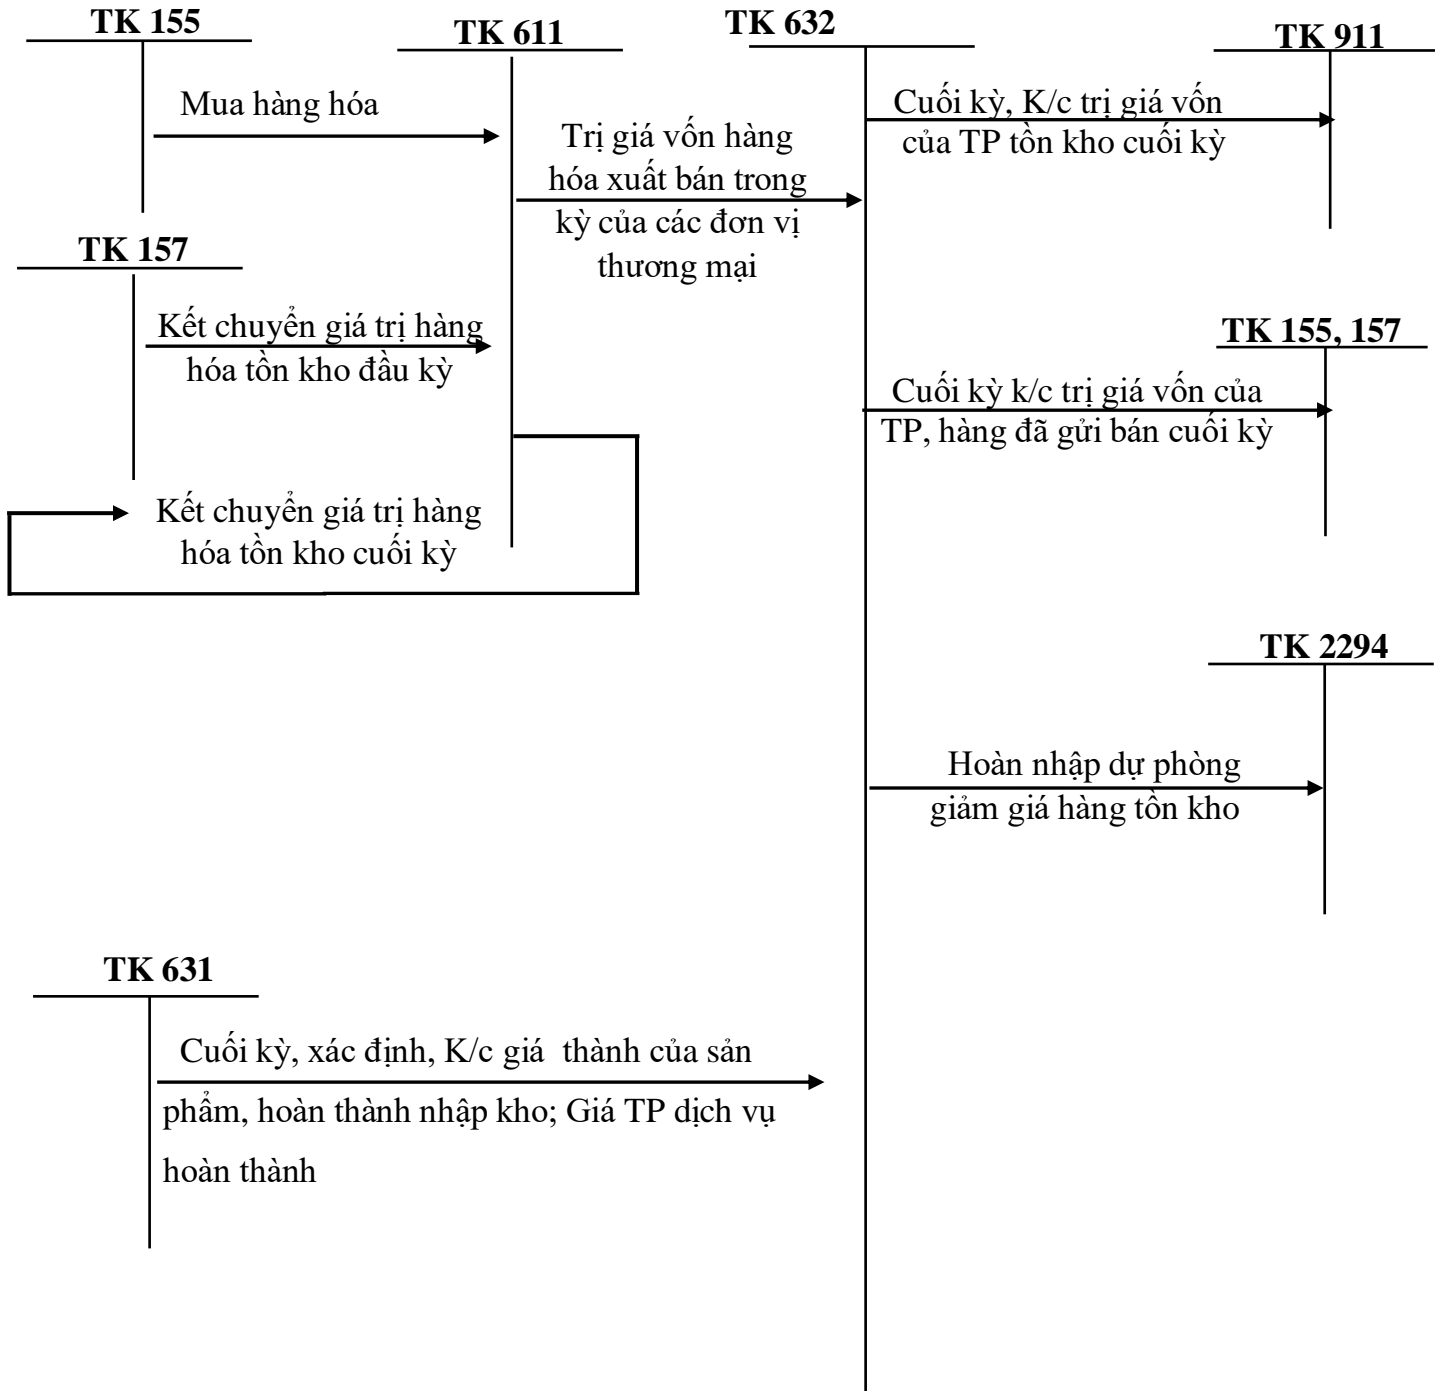 TK 155
TK 611
TK 632
TK 911
Mua hàng hóa
Trị giá vốn hàng
hóa xuất bán trong
kỳ của các đơn vị
thương mại
Cuối kỳ, K/c trị giá vốn
của TP tồn kho cuối kỳ
TK 157
Kết chuyển giá trị hàng
hóa tồn kho đầu kỳ
TK 155, 157
Cuối kỳ k/c trị giá vốn của
TP, hàng đã gửi bán cuối kỳ
Kết chuyển giá trị hàng
hóa tồn kho cuối kỳ
TK 2294
Hoàn nhập dự phòng
giảm giá hàng tồn kho
TK 631
Cuối kỳ, xác định, K/c giá  thành của sản
phẩm, hoàn thành nhập kho; Giá TP dịch vụ
hoàn thành